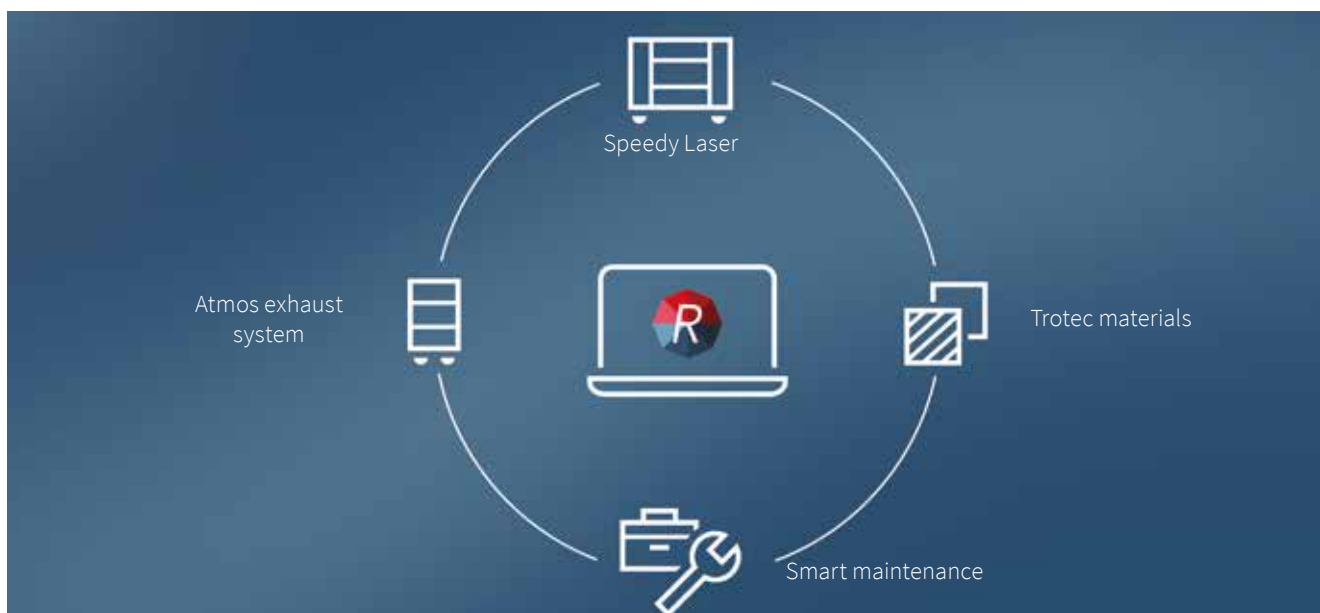 Speedy Laser
Atmos exhaust
system
R
Trotec materials
Smart maintenance